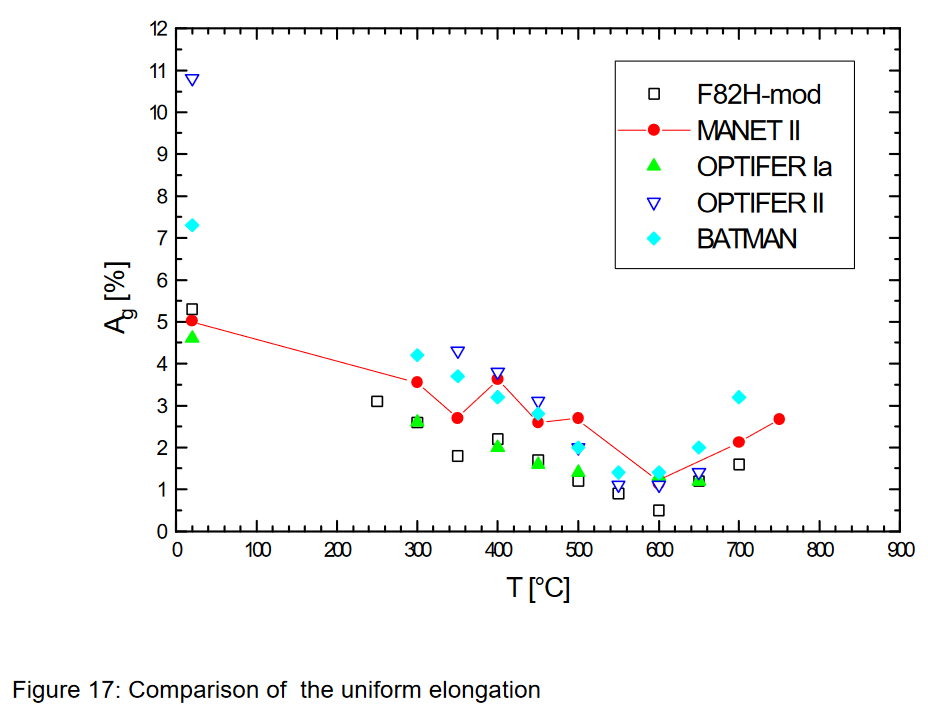 12
11
10
9
8
7
6
5
4
3
2
1
0
A_g [%]
F82H-mod
MANET II
OPTIFER Ia
OPTIFER II
BATMAN
0 100 200 300 400 500 600 700 800 900
T [°C]
Figure 17: Comparison of the uniform elongation